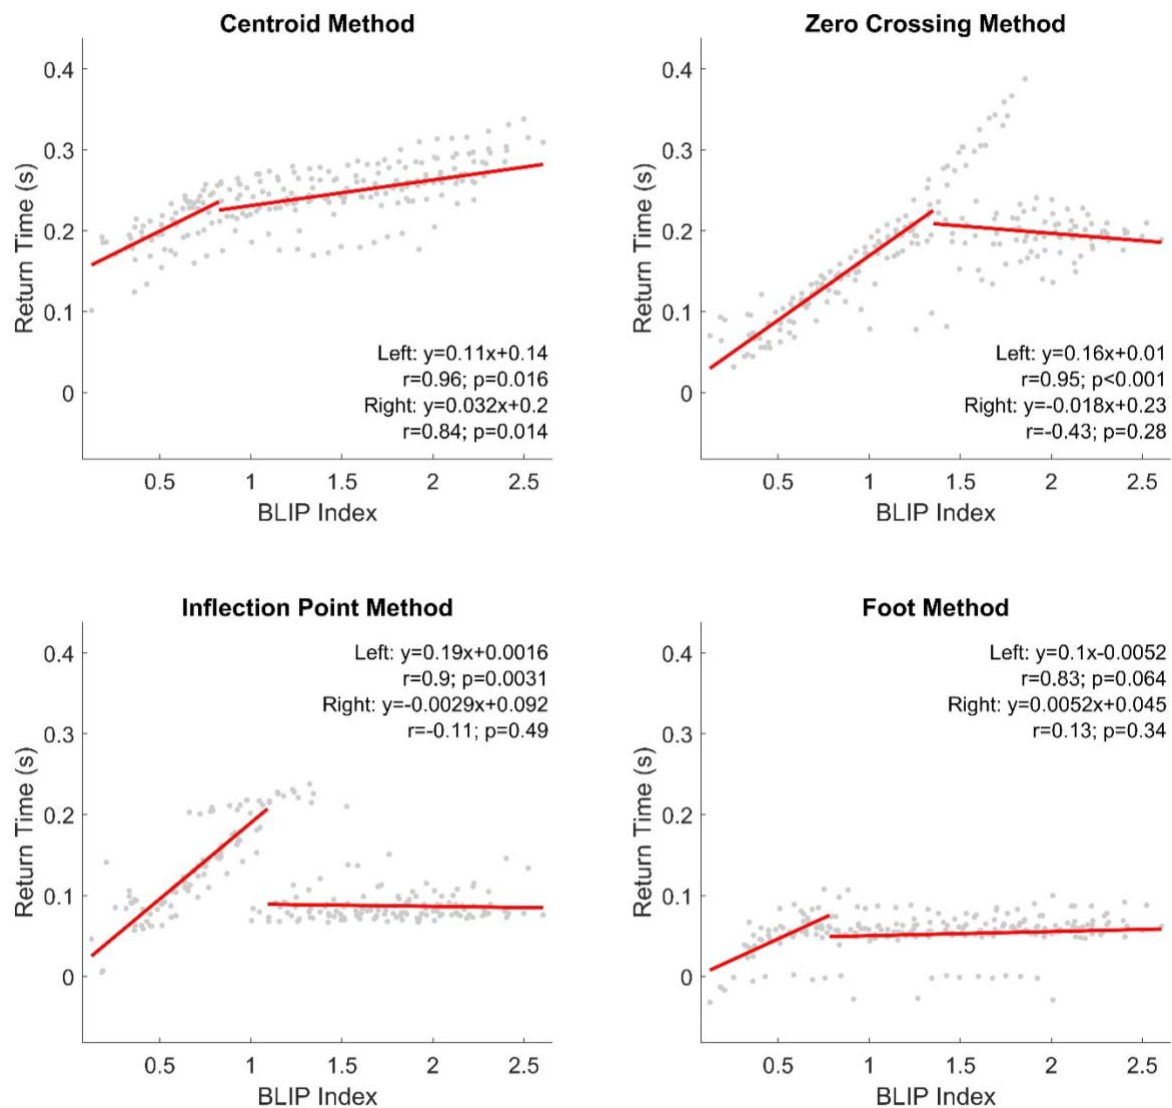 Centroid Method
0.4
0.3
0.2
0.1
0
Return Time (s)
Left: y=0.11x+0.14
r=0.96; p=0.016
Right: y=0.032x+0.2
r=0.84; p=0.014
0.5 1 1.5 2 2.5
BLIP Index
Zero Crossing Method
0.4
0.3
0.2
0.1
0
Return Time (s)
Left: y=0.16x+0.01
r=0.95; p<0.001
Right: y=-0.018x+0.23
r=-0.43; p=0.28
0.5 1 1.5 2 2.5
BLIP Index
Inflection Point Method
0.4
0.3
0.2
0.1
0
Return Time (s)
Left: y=0.19x+0.0016
r=0.9; p=0.0031
Right: y=-0.0029x+0.092
r=-0.11; p=0.49
0.5 1 1.5 2 2.5
BLIP Index
Foot Method
0.4
0.3
0.2
0.1
0
Return Time (s)
Left: y=0.1x-0.0052
r=0.83; p=0.064
Right: y=0.0052x+0.045
r=0.13; p=0.34
0.5 1 1.5 2 2.5
BLIP Index